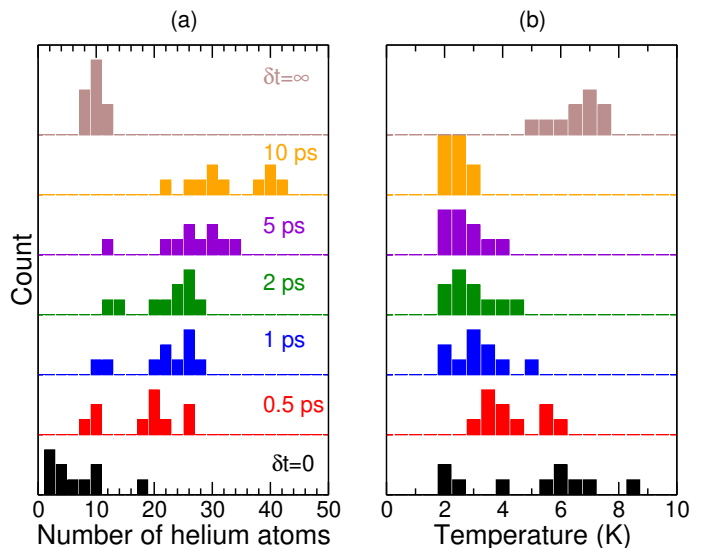 (a)
(b)
δt=∞
10 ps
5 ps
2 ps
1 ps
0.5 ps
δt=0
Count
0 10 20 30 40 50
0 2 4 6 8 10
Number of helium atoms
Temperature (K)